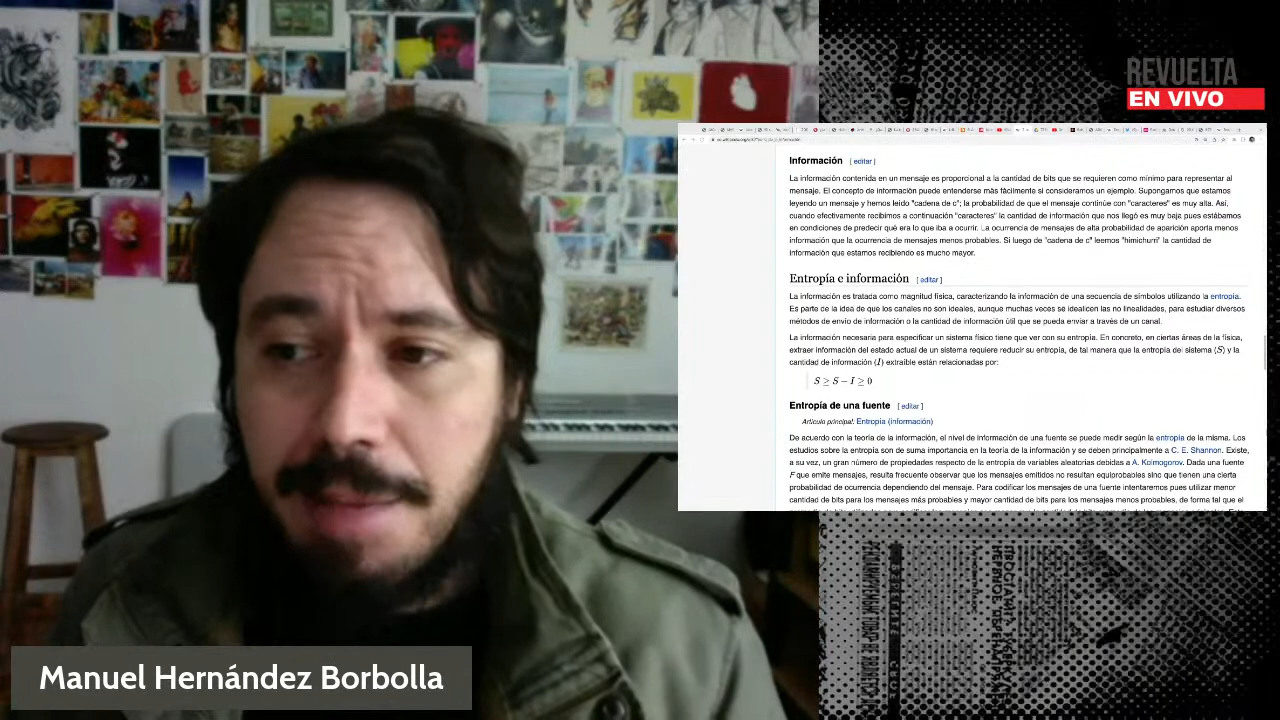 REVUELTA
EN VIVO
Información [ editar ]
La información contenida en un mensaje es proporcional a la cantidad de bits que se requieren como mínimo para representar al
mensaje. El concepto de información puede entenderse más fácilmente si consideramos un ejemplo. Supongamos que estamos
leyendo un mensaje y hemos leído "cadena de c"; la probabilidad de que el mensaje continúe con "caracteres" es muy alta. Así,
cuando efectivamente recibimos a continuación "caracteres" la cantidad de información que nos llegó es muy baja pues estábamos
en condiciones de predecir qué era lo que iba a ocurrir. La ocurrencia de mensajes de alta probabilidad de aparición aporta menos
información que la ocurrencia de mensajes menos probables. Si luego de "cadena de c" leemos "himichurri" la cantidad de
información que estamos recibiendo es mucho mayor.
Entropía e información [ editar ]
La información es tratada como magnitud física, caracterizando la información de una secuencia de símbolos utilizando la entropía.
Es parte de la idea de que los canales no son ideales, aunque muchas veces se idealicen las no linealidades, para estudiar diversos
métodos de envío de información o la cantidad de información útil que se pueda enviar a través de un canal.
La información necesaria para especificar un sistema físico tiene que ver con su entropía. En concreto, en ciertas áreas de la física,
extraer información del estado actual de un sistema requiere reducir su entropía, de tal manera que la entropía del sistema (S) y la
cantidad de información (I) extraíble están relacionadas por:
S ≥ S − I ≥ 0
Entropía de una fuente [ editar ]
Artículo principal: Entropía (información)
De acuerdo con la teoría de la información, el nivel de información de una fuente se puede medir según la entropía de la misma. Los
estudios sobre la entropía son de suma importancia en la teoría de la información y se deben principalmente a C. E. Shannon. Existe,
a su vez, un gran número de propiedades respecto de la entropía de variables aleatorias debidas a A. Kolmogorov. Dada una fuente
F que emite mensajes, resulta frecuente observar que los mensajes emitidos no resultan equiprobables sino que tienen una cierta
probabilidad de ocurrencia dependiendo del mensaje. Para codificar los mensajes de una fuente intentaremos pues utilizar menor
cantidad de bits para los mensajes más probables y mayor cantidad de bits para los mensajes menos probables, de forma tal que el
Manuel Hernández Borbolla